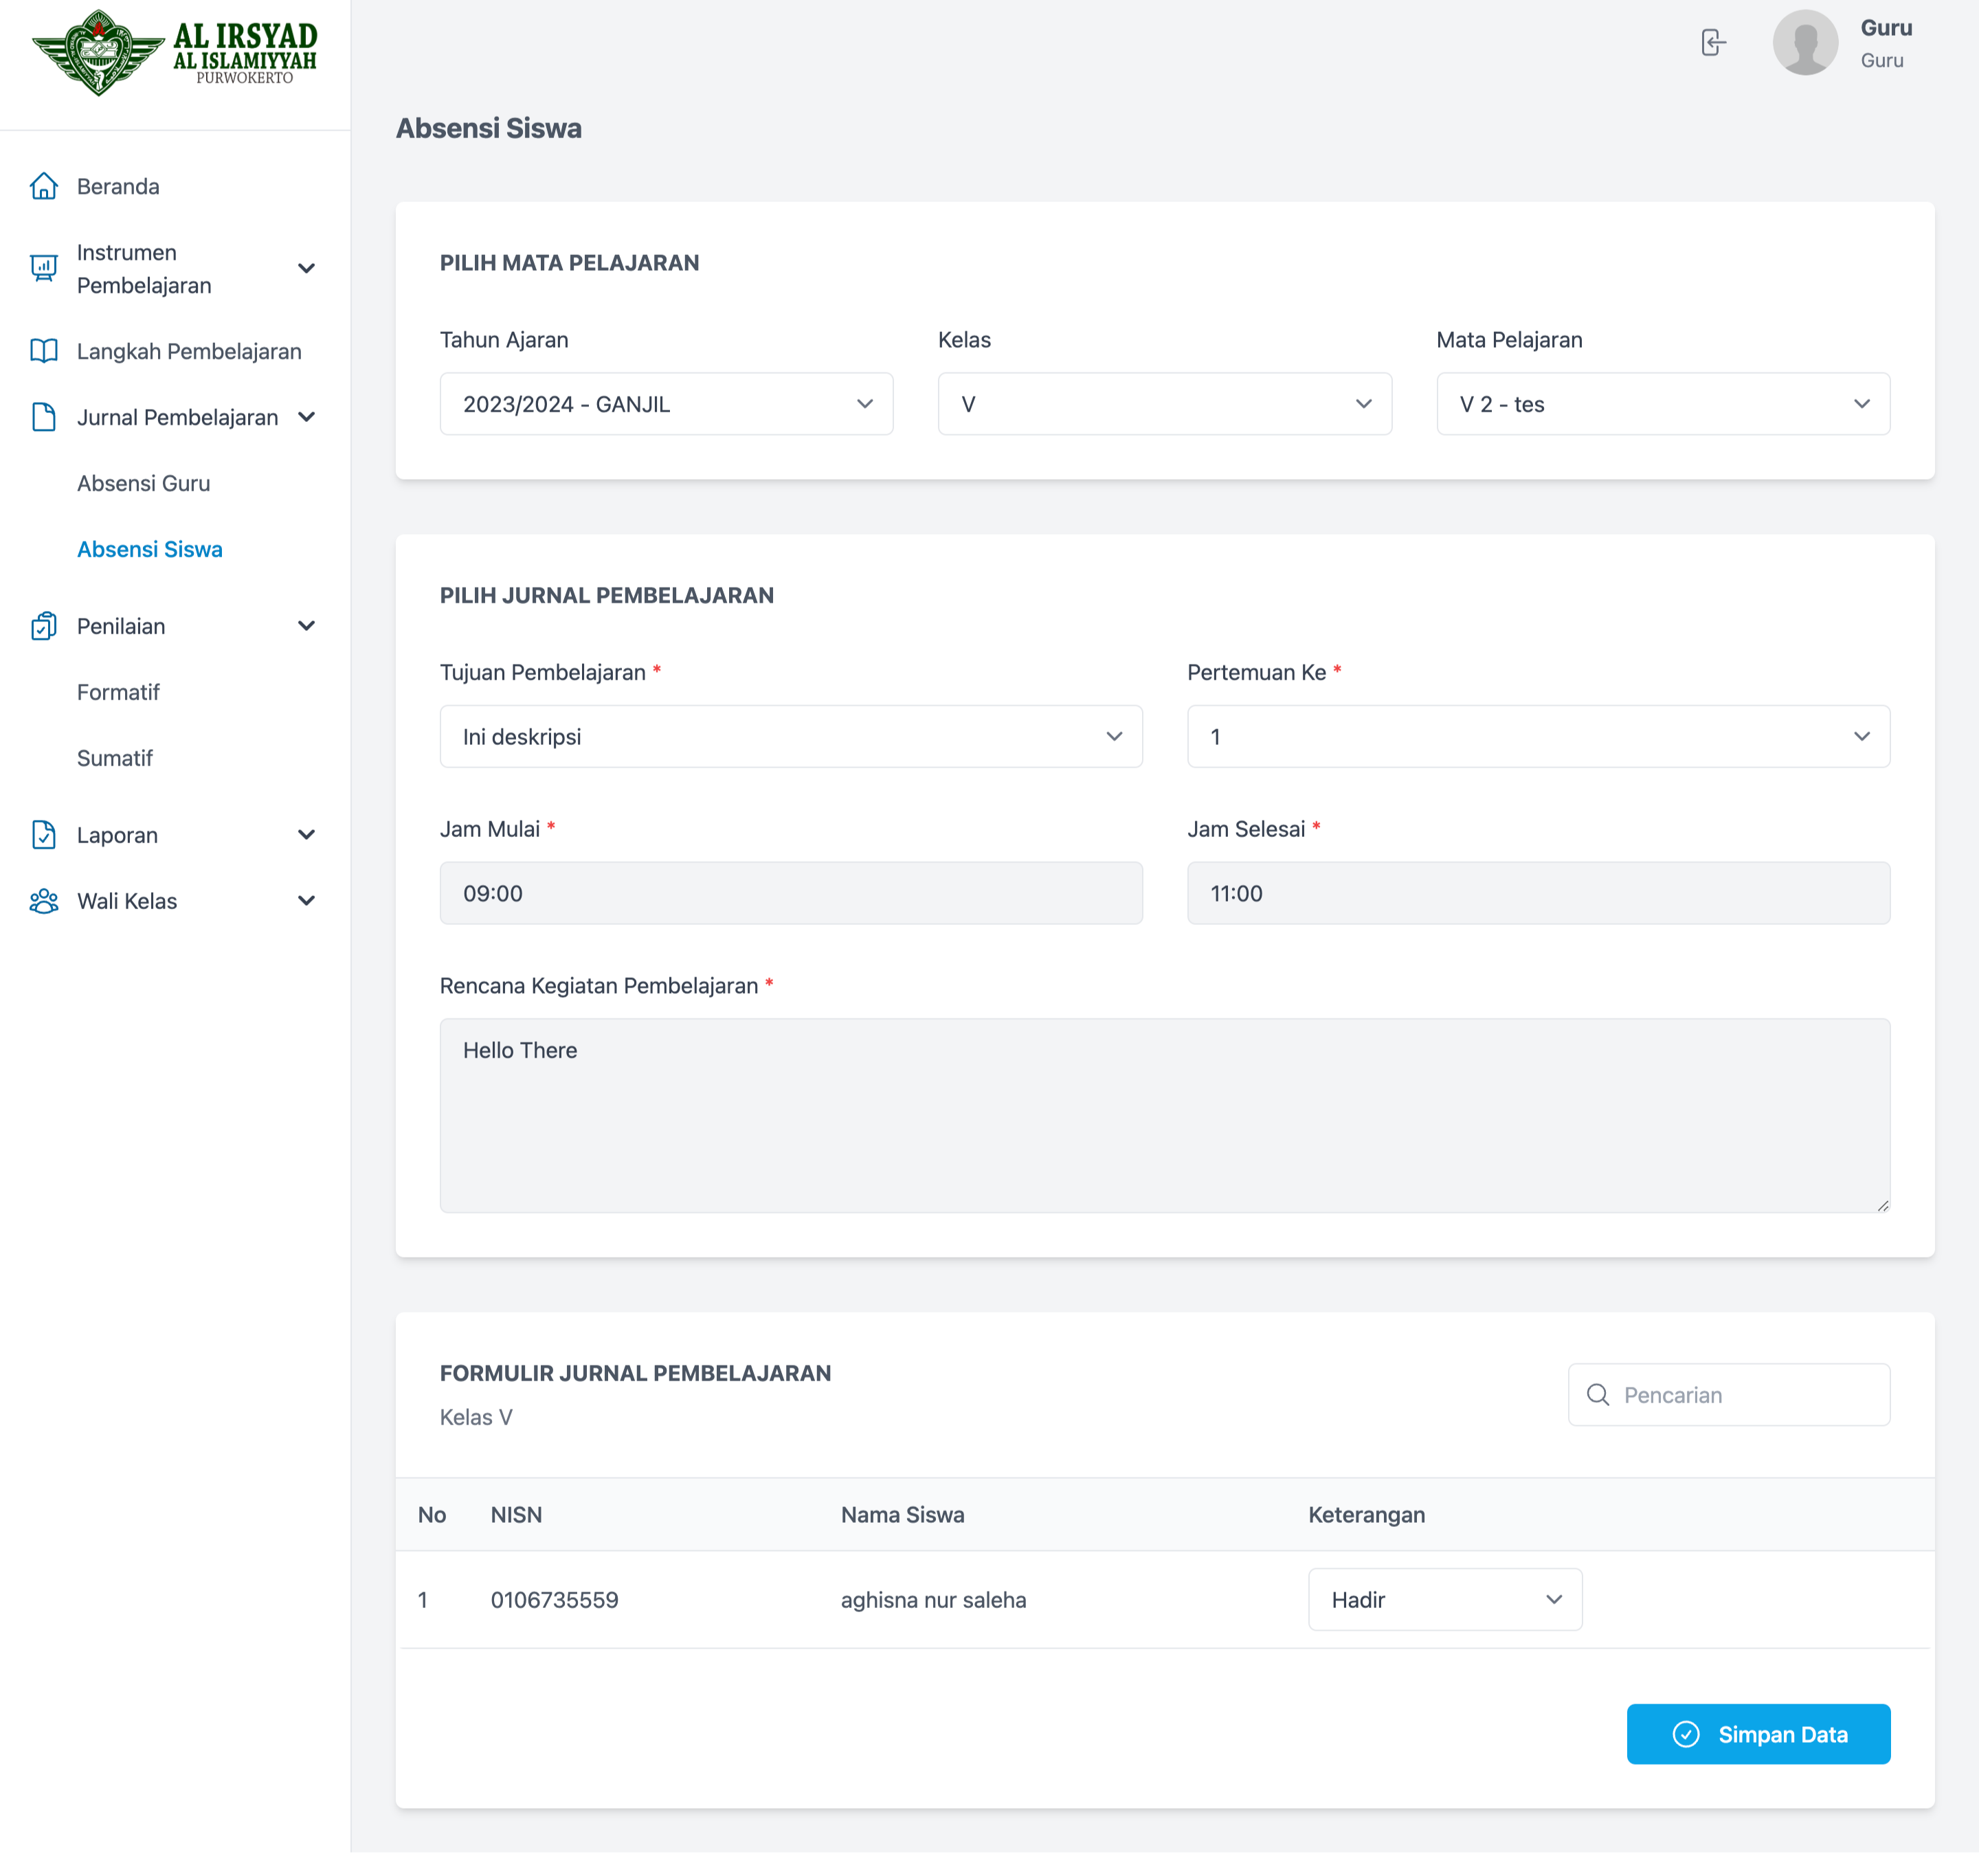 AL IRSYAD
AL ISLAMIYYAH
PURWOKERTO
Beranda
Instrumen
Pembelajaran
Langkah Pembelajaran
Jurnal Pembelajaran
Absensi Guru
Absensi Siswa
Penilaian
Formatif
Sumatif
Laporan
Wali Kelas
Guru
Guru
Absensi Siswa
PILIH MATA PELAJARAN
Tahun Ajaran
2023/2024 - GANJIL
Kelas
V
Mata Pelajaran
V 2 - tes
PILIH JURNAL PEMBELAJARAN
Tujuan Pembelajaran *
Ini deskripsi
Pertemuan Ke *
1
Jam Mulai *
09:00
Jam Selesai *
11:00
Rencana Kegiatan Pembelajaran *
Hello There
FORMULIR JURNAL PEMBELAJARAN
Kelas V
Pencarian
No NISN Nama Siswa Keterangan
1 0106735559 aghisna nur saleha Hadir
Simpan Data